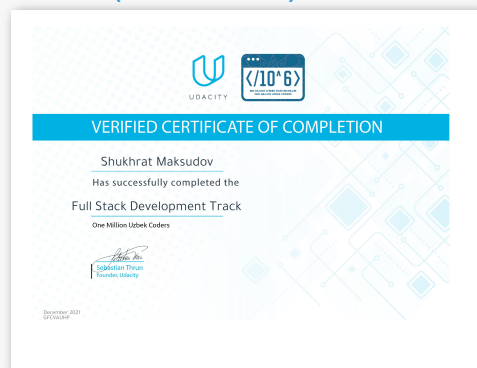 UDACITY
</10^6>
VERIFIED CERTIFICATE OF COMPLETION
Shukhrat Maksudov
Has successfully completed the
Full Stack Development Track
One Million Uzbek Coders
Sebastian Thrun
Founder, Udacity
December 2021
GFCVAUHP